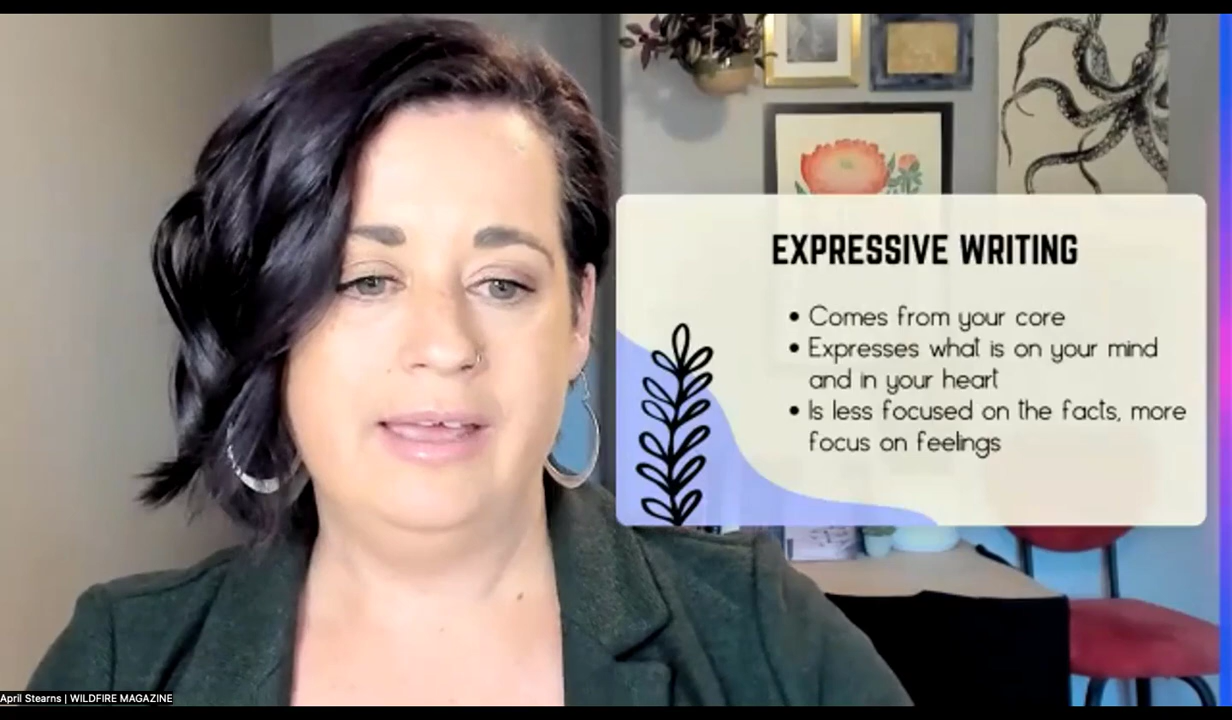 EXPRESSIVE WRITING
• Comes from your core
• Expresses what is on your mind
and in your heart
• Is less focused on the facts, more
focus on feelings
April Stearns | WILDFIRE MAGAZINE